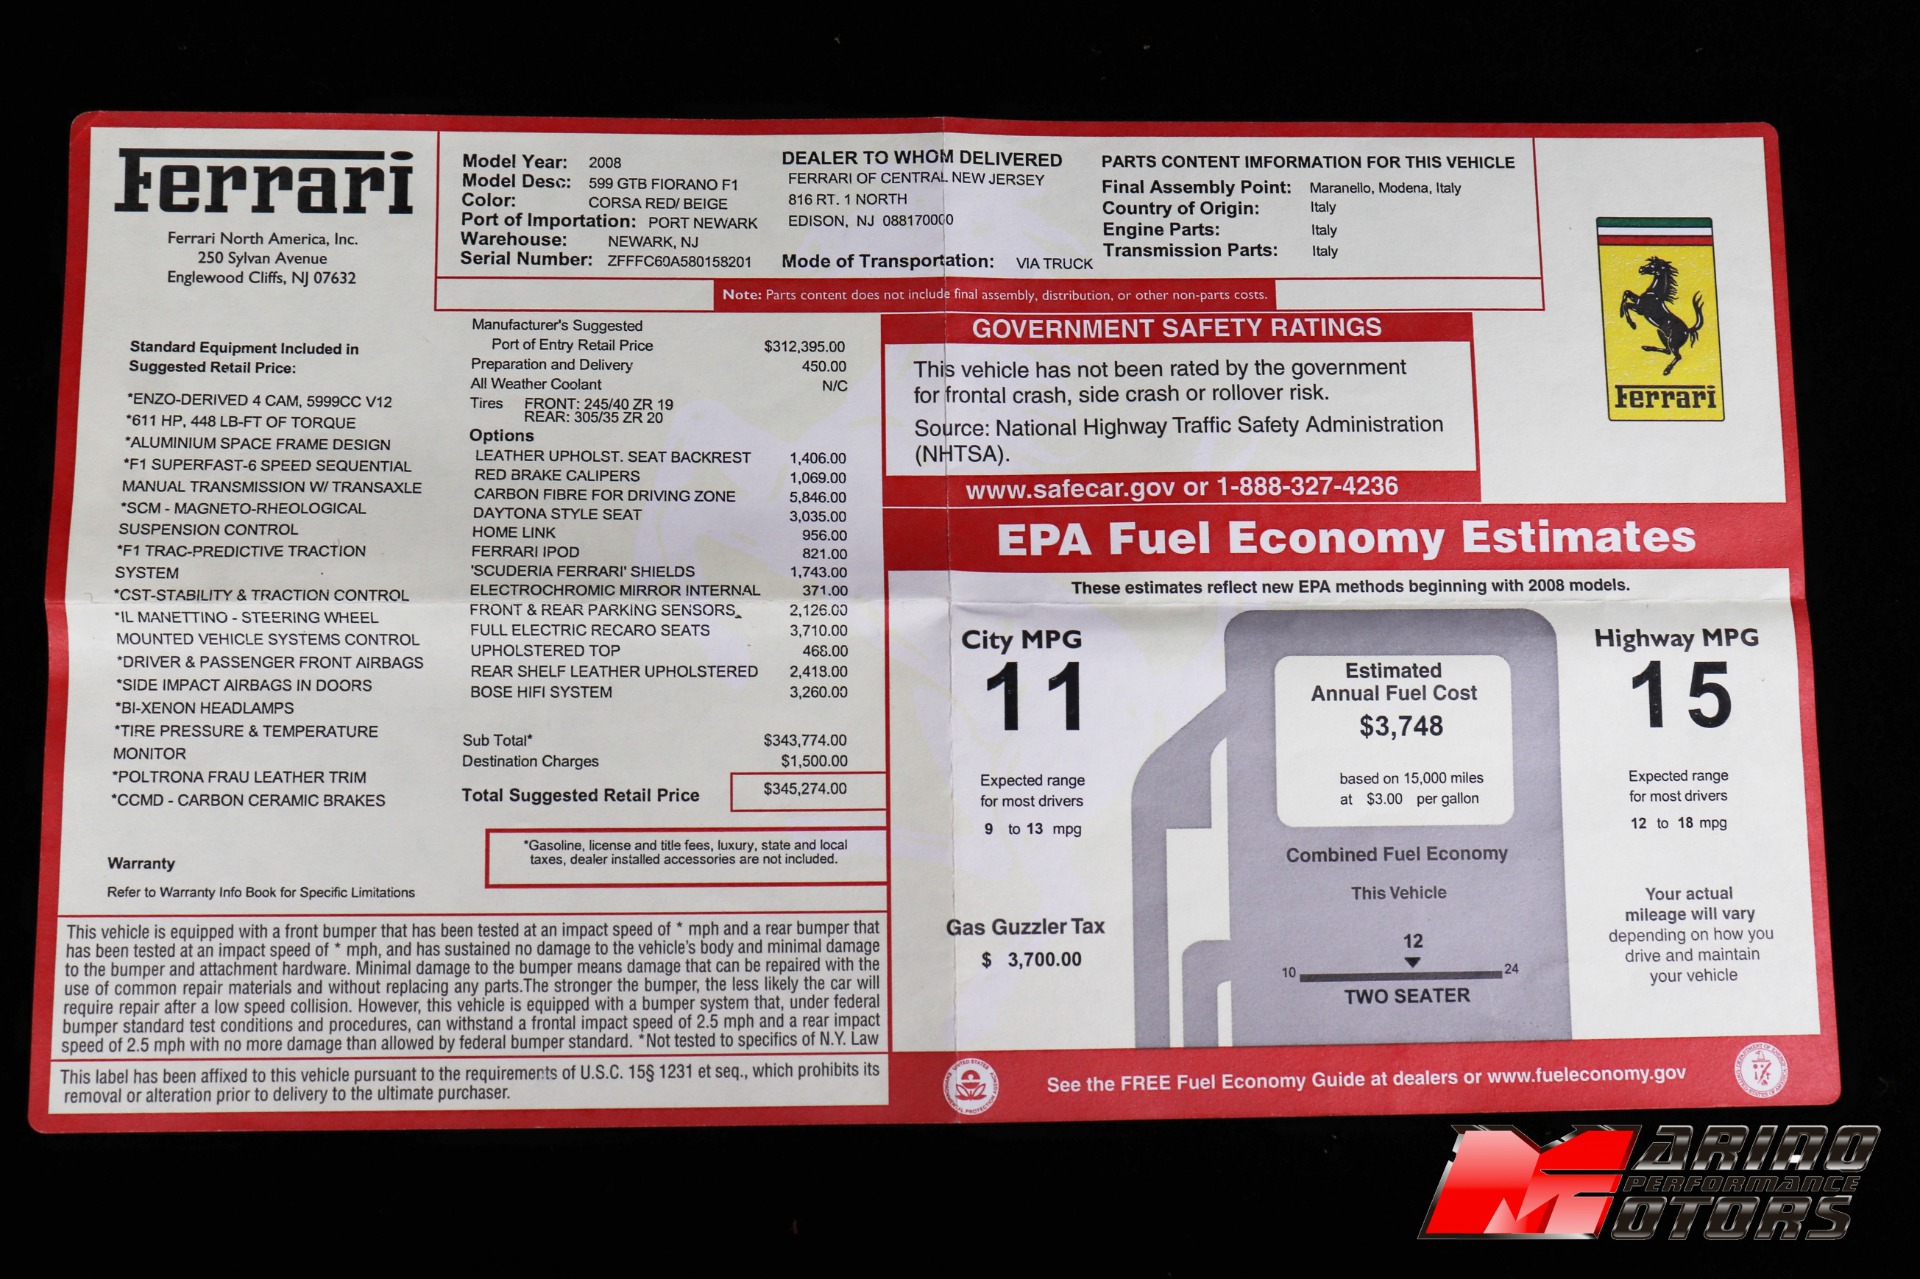 Ferrari
Ferrari North America, Inc.
250 Sylvan Avenue
Englewood Cliffs, NJ 07632
Model Year: 2008
Model Desc: 599 GTB FIORANO F1
Color: CORSA RED/ BEIGE
Port of Importation: PORT NEWARK
Warehouse: NEWARK, NJ
Serial Number: ZFFFC60A580158201
DEALER TO WHOM DELIVERED
FERRARI OF CENTRAL NEW JERSEY
816 RT. 1 NORTH
EDISON, NJ 088170000
Mode of Transportation: VIA TRUCK
PARTS CONTENT IMFORMATION FOR THIS VEHICLE
Final Assembly Point: Maranello, Modena, Italy
Country of Origin: Italy
Engine Parts: Italy
Transmission Parts: Italy
Note: Parts content does not include final assembly, distribution, or other non-parts costs.
Ferrari
Standard Equipment Included in
Suggested Retail Price:
*ENZO-DERIVED 4 CAM, 5999CC V12
*611 HP, 448 LB-FT OF TORQUE
*ALUMINIUM SPACE FRAME DESIGN
*F1 SUPERFAST-6 SPEED SEQUENTIAL
MANUAL TRANSMISSION W/ TRANSAXLE
*SCM - MAGNETO-RHEOLOGICAL
SUSPENSION CONTROL
*F1 TRAC-PREDICTIVE TRACTION
SYSTEM
*CST-STABILITY & TRACTION CONTROL
*IL MANETTINO - STEERING WHEEL
MOUNTED VEHICLE SYSTEMS CONTROL
*DRIVER & PASSENGER FRONT AIRBAGS
*SIDE IMPACT AIRBAGS IN DOORS
*BI-XENON HEADLAMPS
*TIRE PRESSURE & TEMPERATURE
MONITOR
*POLTRONA FRAU LEATHER TRIM
*CCMD - CARBON CERAMIC BRAKES
Warranty
Refer to Warranty Info Book for Specific Limitations
Manufacturer's Suggested
Port of Entry Retail Price $312,395.00
Preparation and Delivery 450.00
All Weather Coolant N/C
Tires FRONT: 245/40 ZR 19
REAR: 305/35 ZR 20
Options
LEATHER UPHOLST. SEAT BACKREST 1,406.00
RED BRAKE CALIPERS 1,069.00
CARBON FIBRE FOR DRIVING ZONE 5,846.00
DAYTONA STYLE SEAT 3,035.00
HOME LINK 956.00
FERRARI IPOD 821.00
'SCUDERIA FERRARI' SHIELDS 1,743.00
ELECTROCHROMIC MIRROR INTERNAL 371.00
FRONT & REAR PARKING SENSORS 2,126.00
FULL ELECTRIC RECARO SEATS 3,710.00
UPHOLSTERED TOP 468.00
REAR SHELF LEATHER UPHOLSTERED 2,418.00
BOSE HIFI SYSTEM 3,260.00
Sub Total* $343,774.00
Destination Charges $1,500.00
Total Suggested Retail Price $345,274.00
*Gasoline, license and title fees, luxury, state and local
taxes, dealer installed accessories are not included.
This vehicle is equipped with a front bumper that has been tested at an impact speed of * mph and a rear bumper that
has been tested at an impact speed of * mph, and has sustained no damage to the vehicle's body and minimal damage
to the bumper and attachment hardware. Minimal damage to the bumper means damage that can be repaired with the
use of common repair materials and without replacing any parts.The stronger the bumper, the less likely the car will
require repair after a low speed collision. However, this vehicle is equipped with a bumper system that, under federal
bumper standard test conditions and procedures, can withstand a frontal impact speed of 2.5 mph and a rear impact
speed of 2.5 mph with no more damage than allowed by federal bumper standard. *Not tested to specifics of N.Y. Law
This label has been affixed to this vehicle pursuant to the requirements of U.S.C. 15§ 1231 et seq., which prohibits its
removal or alteration prior to delivery to the ultimate purchaser.
GOVERNMENT SAFETY RATINGS
This vehicle has not been rated by the government
for frontal crash, side crash or rollover risk.
Source: National Highway Traffic Safety Administration
(NHTSA).
www.safecar.gov or 1-888-327-4236
EPA Fuel Economy Estimates
These estimates reflect new EPA methods beginning with 2008 models.
City MPG
11
Expected range
for most drivers
9 to 13 mpg
Gas Guzzler Tax
$ 3,700.00
Estimated
Annual Fuel Cost
$3,748
based on 15,000 miles
at $3.00 per gallon
Combined Fuel Economy
This Vehicle
12
10 24
TWO SEATER
Highway MPG
15
Expected range
for most drivers
12 to 18 mpg
Your actual
mileage will vary
depending on how you
drive and maintain
your vehicle
See the FREE Fuel Economy Guide at dealers or www.fueleconomy.gov
MARINO
PERFORMANCE
MOTORS